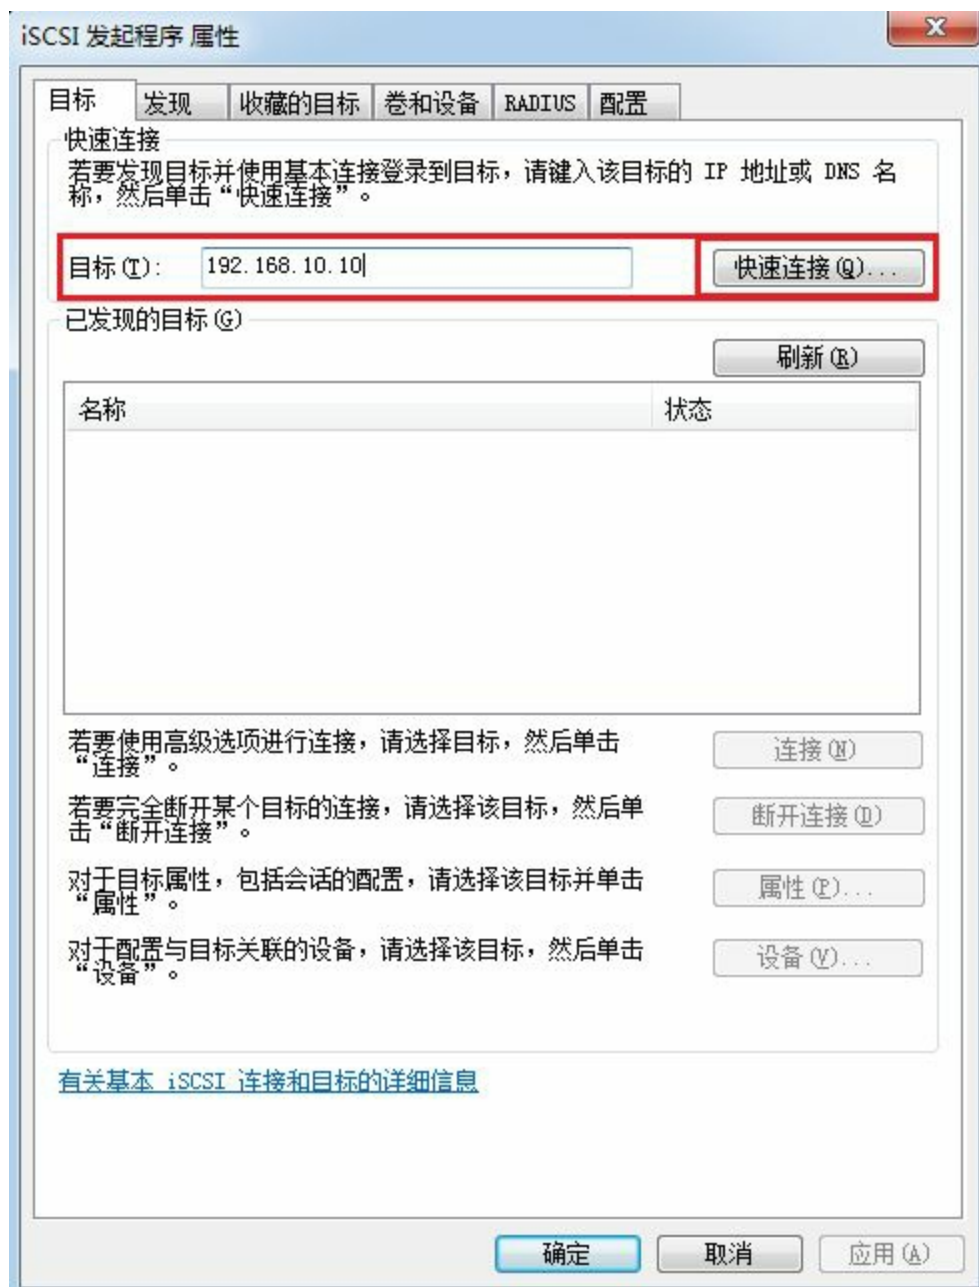 iSCSI 发起程序 属性
目标 发现 收藏的目标 卷和设备 RADIUS 配置
快速连接
若要发现目标并使用基本连接登录到目标，请键入该目标的 IP 地址或 DNS 名
称，然后单击“快速连接”。
目标(T): 192.168.10.10 快速连接(Q)...
已发现的目标(G)
刷新(R)
名称 状态
若要使用高级选项进行连接，请选择目标，然后单击
“连接”。
连接(N)
若要完全断开某个目标的连接，请选择该目标，然后单
击“断开连接”。
断开连接(D)
对于目标属性，包括会话的配置，请选择该目标并单击
“属性”。
属性(P)...
对于配置与目标关联的设备，请选择该目标，然后单击
“设备”。
设备(V)...
有关基本 iSCSI 连接和目标的详细信息
确定 取消 应用(A)